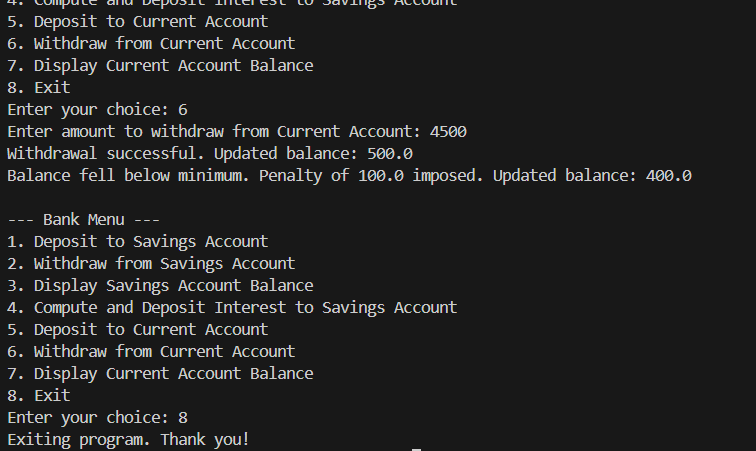 4. Compute and Deposit Interest to Savings Account
5. Deposit to Current Account
6. Withdraw from Current Account
7. Display Current Account Balance
8. Exit
Enter your choice: 6
Enter amount to withdraw from Current Account: 4500
Withdrawal successful. Updated balance: 500.0
Balance fell below minimum. Penalty of 100.0 imposed. Updated balance: 400.0
--- Bank Menu ---
1. Deposit to Savings Account
2. Withdraw from Savings Account
3. Display Savings Account Balance
4. Compute and Deposit Interest to Savings Account
5. Deposit to Current Account
6. Withdraw from Current Account
7. Display Current Account Balance
8. Exit
Enter your choice: 8
Exiting program. Thank you!